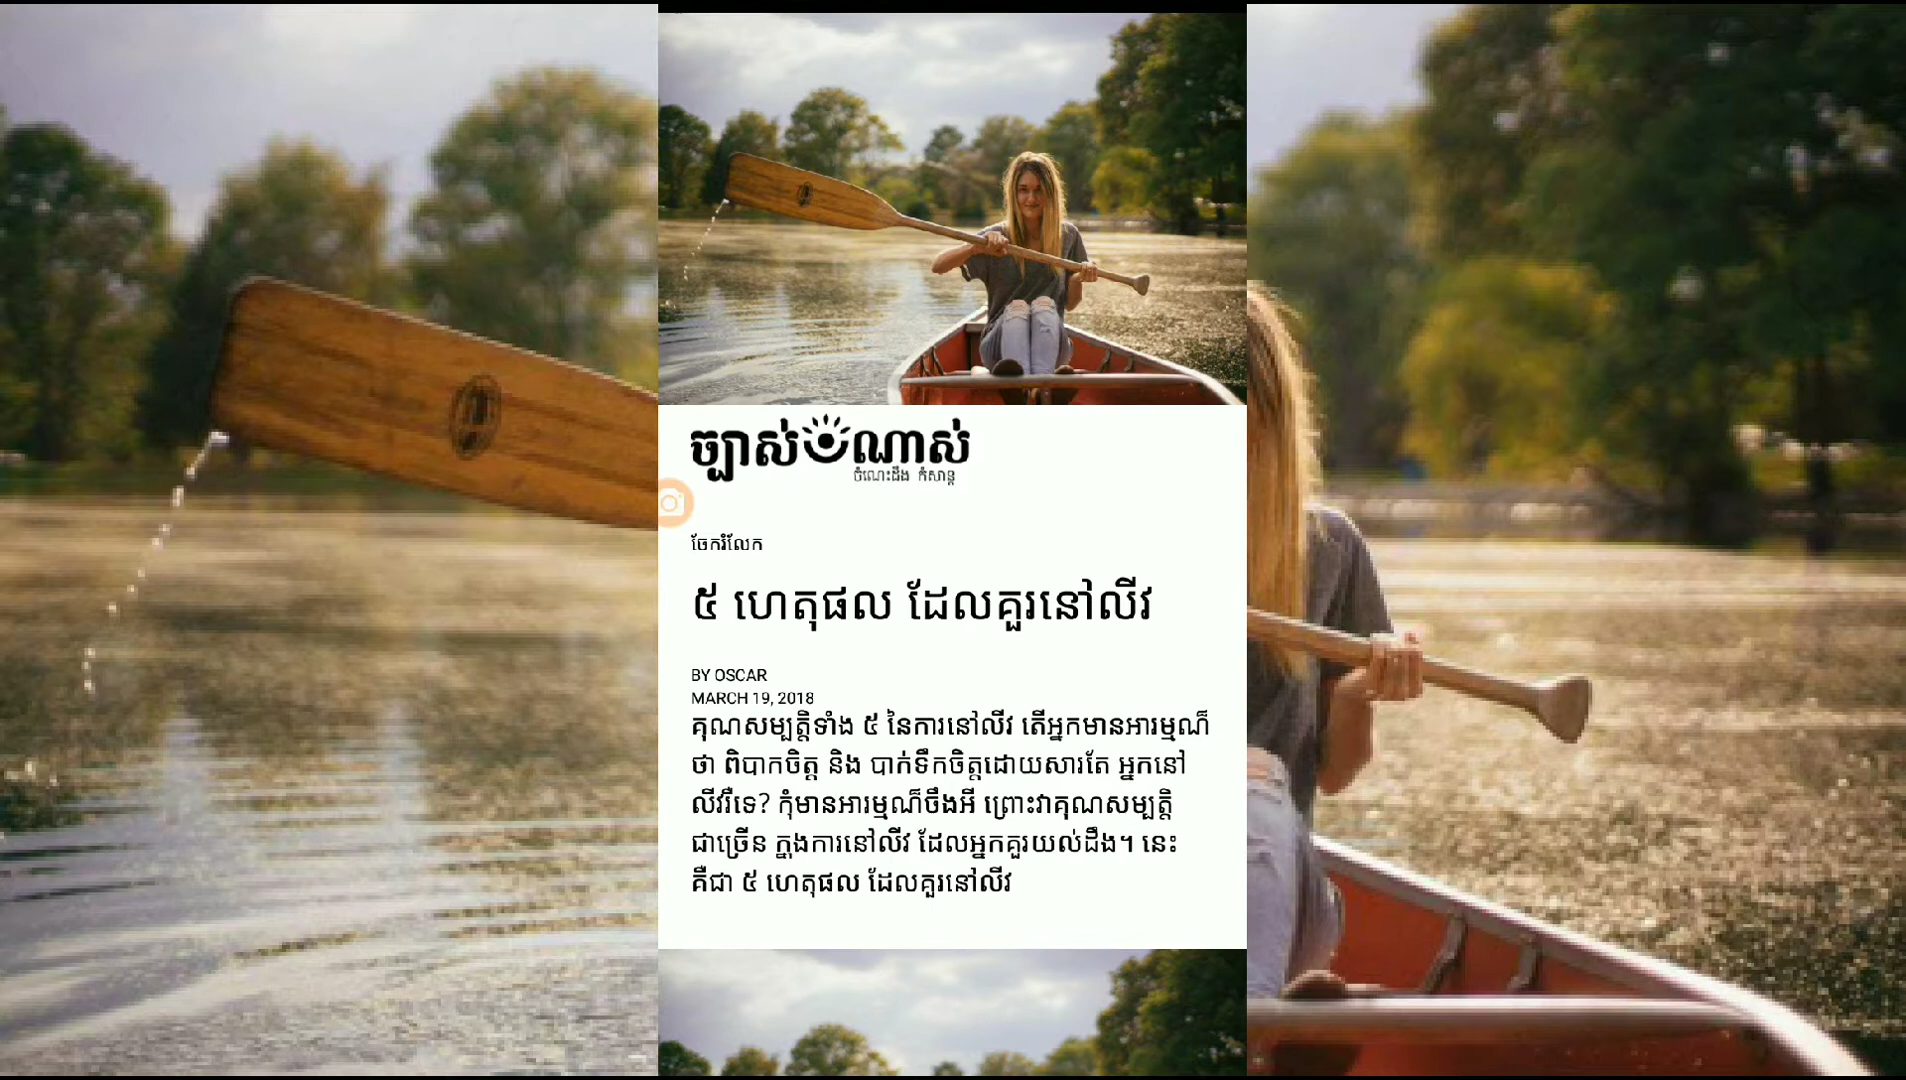 ច្បាស់ណាស់
ចំណេះដឹង កំសាន្ត
ចែករំលែក
៥ ហេតុផល ដែលគួរនៅលីវ
BY OSCAR
MARCH 19, 2018
គុណសម្បត្តិទាំង ៥ នៃការនៅលីវ តើអ្នកមានអារម្មណ៍
ថា ពិបាកចិត្ត និង បាក់ទឹកចិត្តដោយសារតែ អ្នកនៅ
លីវរឺទេ? កុំមានអារម្មណ៍ចឹងអី ព្រោះវាគុណសម្បត្តិ
ជាច្រើន ក្នុងការនៅលីវ ដែលអ្នកគួរយល់ដឹង។ នេះ
គឺជា ៥ ហេតុផល ដែលគួរនៅលីវ